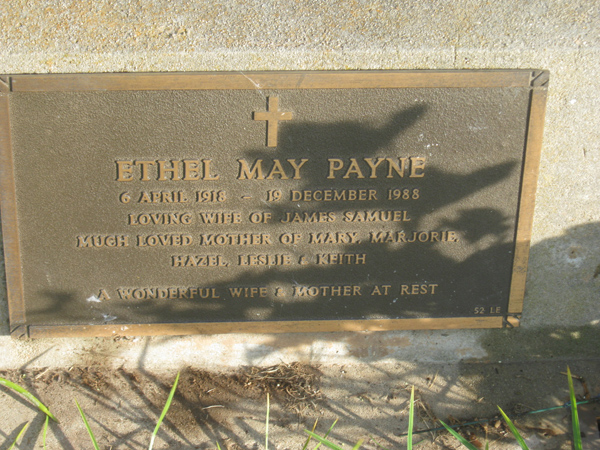 ETHEL MAY PAYNE
6 APRIL 1918 - 19 DECEMBER 1988
LOVING WIFE OF JAMES SAMUEL
MUCH LOVED MOTHER OF MARY, MARJORIE,
HAZEL, LESLIE & KEITH
A WONDERFUL WIFE & MOTHER AT REST
52 LE